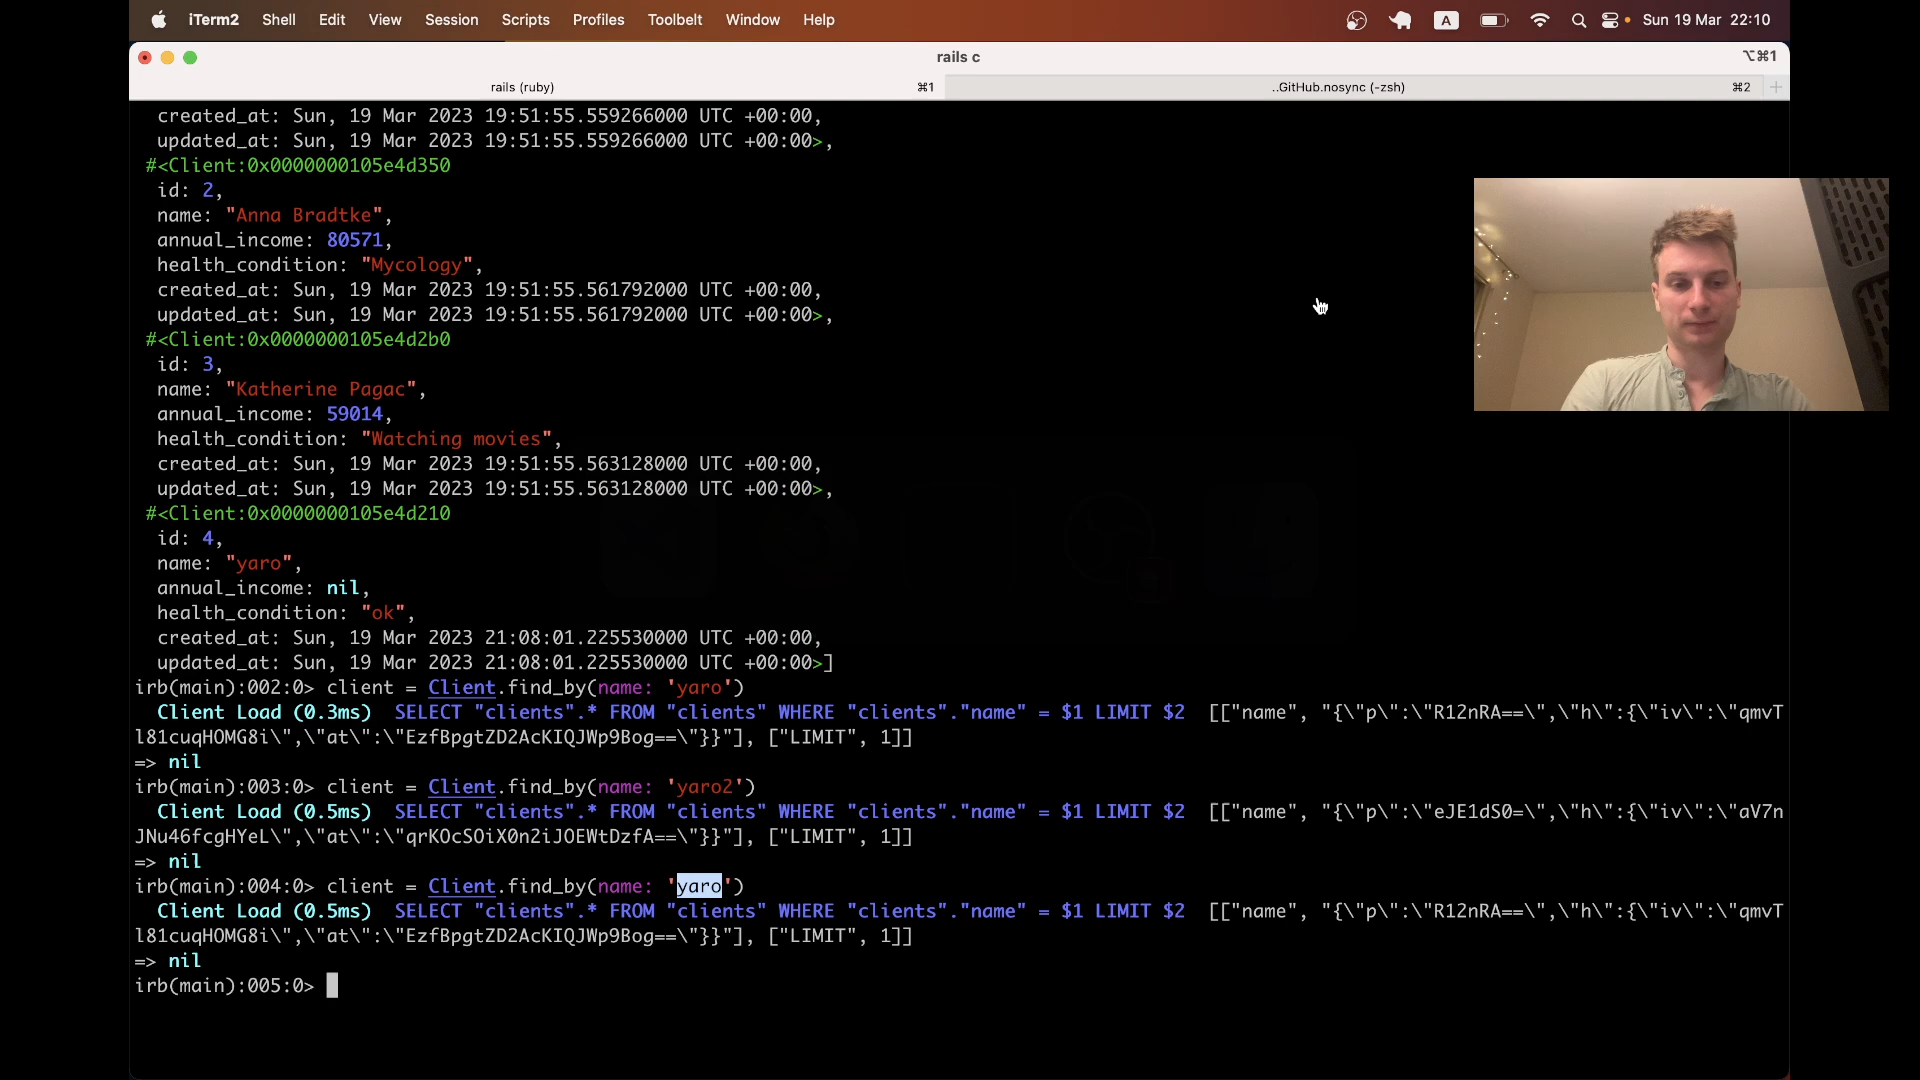 iTerm2 Shell Edit View Session Scripts Profiles Toolbelt Window Help A Sun 19 Mar 22:10
rails c ⌥⌘1
rails (ruby) ⌘1 ..GitHub.nosync (-zsh) ⌘2 +
created_at: Sun, 19 Mar 2023 19:51:55.559266000 UTC +00:00,
updated_at: Sun, 19 Mar 2023 19:51:55.559266000 UTC +00:00>,
#<Client:0x0000000105e4d350
id: 2,
name: "Anna Bradtke",
annual_income: 80571,
health_condition: "Mycology",
created_at: Sun, 19 Mar 2023 19:51:55.561792000 UTC +00:00,
updated_at: Sun, 19 Mar 2023 19:51:55.561792000 UTC +00:00>,
#<Client:0x0000000105e4d2b0
id: 3,
name: "Katherine Pagac",
annual_income: 59014,
health_condition: "Watching movies",
created_at: Sun, 19 Mar 2023 19:51:55.563128000 UTC +00:00,
updated_at: Sun, 19 Mar 2023 19:51:55.563128000 UTC +00:00>,
#<Client:0x0000000105e4d210
id: 4,
name: "yaro",
annual_income: nil,
health_condition: "ok",
created_at: Sun, 19 Mar 2023 21:08:01.225530000 UTC +00:00,
updated_at: Sun, 19 Mar 2023 21:08:01.225530000 UTC +00:00>]
irb(main):002:0> client = Client.find_by(name: 'yaro')
Client Load (0.3ms) SELECT "clients".* FROM "clients" WHERE "clients"."name" = $1 LIMIT $2 [["name", "{\"p\":\"R12nRA==\",\"h\":{\"iv\":\"qmvT
l81cuqHOMG8i\",\"at\":\"EzfBpgtZD2AcKIQJWp9Bog==\"}}"], ["LIMIT", 1]]
=> nil
irb(main):003:0> client = Client.find_by(name: 'yaro2')
Client Load (0.5ms) SELECT "clients".* FROM "clients" WHERE "clients"."name" = $1 LIMIT $2 [["name", "{\"p\":\"eJE1dS0=\",\"h\":{\"iv\":\"aV7n
JNu46fcgHYeL\",\"at\":\"qrKOcSOiX0n2iJOEWtDzfA==\"}}"], ["LIMIT", 1]]
=> nil
irb(main):004:0> client = Client.find_by(name: 'yaro')
Client Load (0.5ms) SELECT "clients".* FROM "clients" WHERE "clients"."name" = $1 LIMIT $2 [["name", "{\"p\":\"R12nRA==\",\"h\":{\"iv\":\"qmvT
l81cuqHOMG8i\",\"at\":\"EzfBpgtZD2AcKIQJWp9Bog==\"}}"], ["LIMIT", 1]]
=> nil
irb(main):005:0>